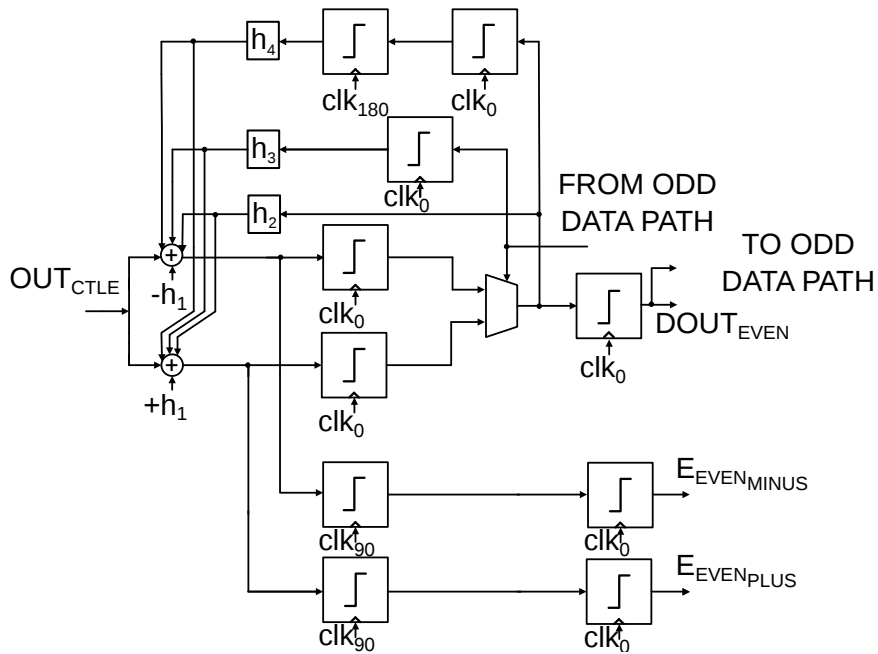 h4
clk180
clk0
h3
clk0
FROM ODD
DATA PATH
h2
TO ODD
DATA PATH
OUTCTLE
-h1
clk0
DOUTEVEN
clk0
+h1
clk0
EEVENMINUS
clk90
clk0
EEVENPLUS
clk90
clk0